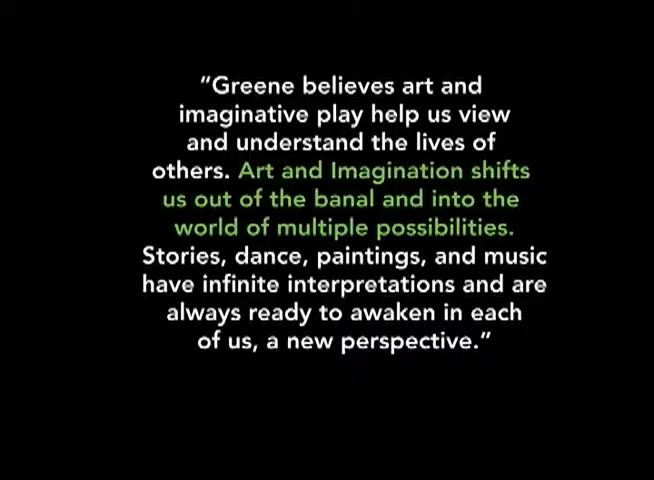 "Greene believes art and
imaginative play help us view
and understand the lives of
others. Art and Imagination shifts
us out of the banal and into the
world of multiple possibilities.
Stories, dance, paintings, and music
have infinite interpretations and are
always ready to awaken in each
of us, a new perspective."